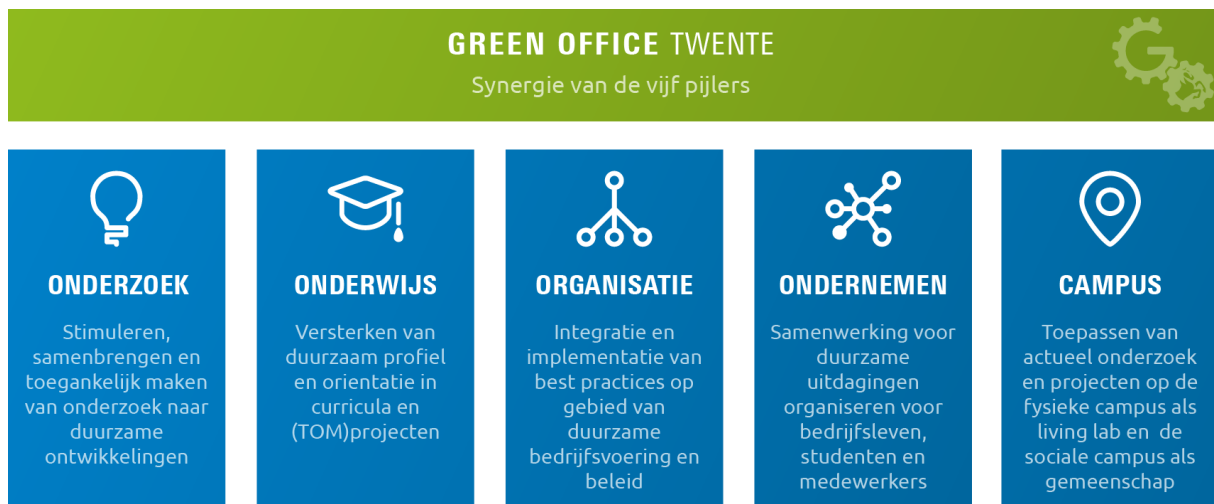 GREEN OFFICE TWENTE
Synergie van de vijf pijlers
ONDERZOEK
Stimuleren,
samenbrengen en
toegankelijk maken
van onderzoek naar
duurzame
ontwikkelingen
ONDERWIJS
Versterken van
duurzaam profiel
en orientatie in
curricula en
(TOM)projecten
ORGANISATIE
Integratie en
implementatie van
best practices op
gebied van
duurzame
bedrijfsvoering en
beleid
ONDERNEMEN
Samenwerking voor
duurzame
uitdagingen
organiseren voor
bedrijfsleven,
studenten en
medewerkers
CAMPUS
Toepassen van
actueel onderzoek
en projecten op de
fysieke campus als
living lab en de
sociale campus als
gemeenschap